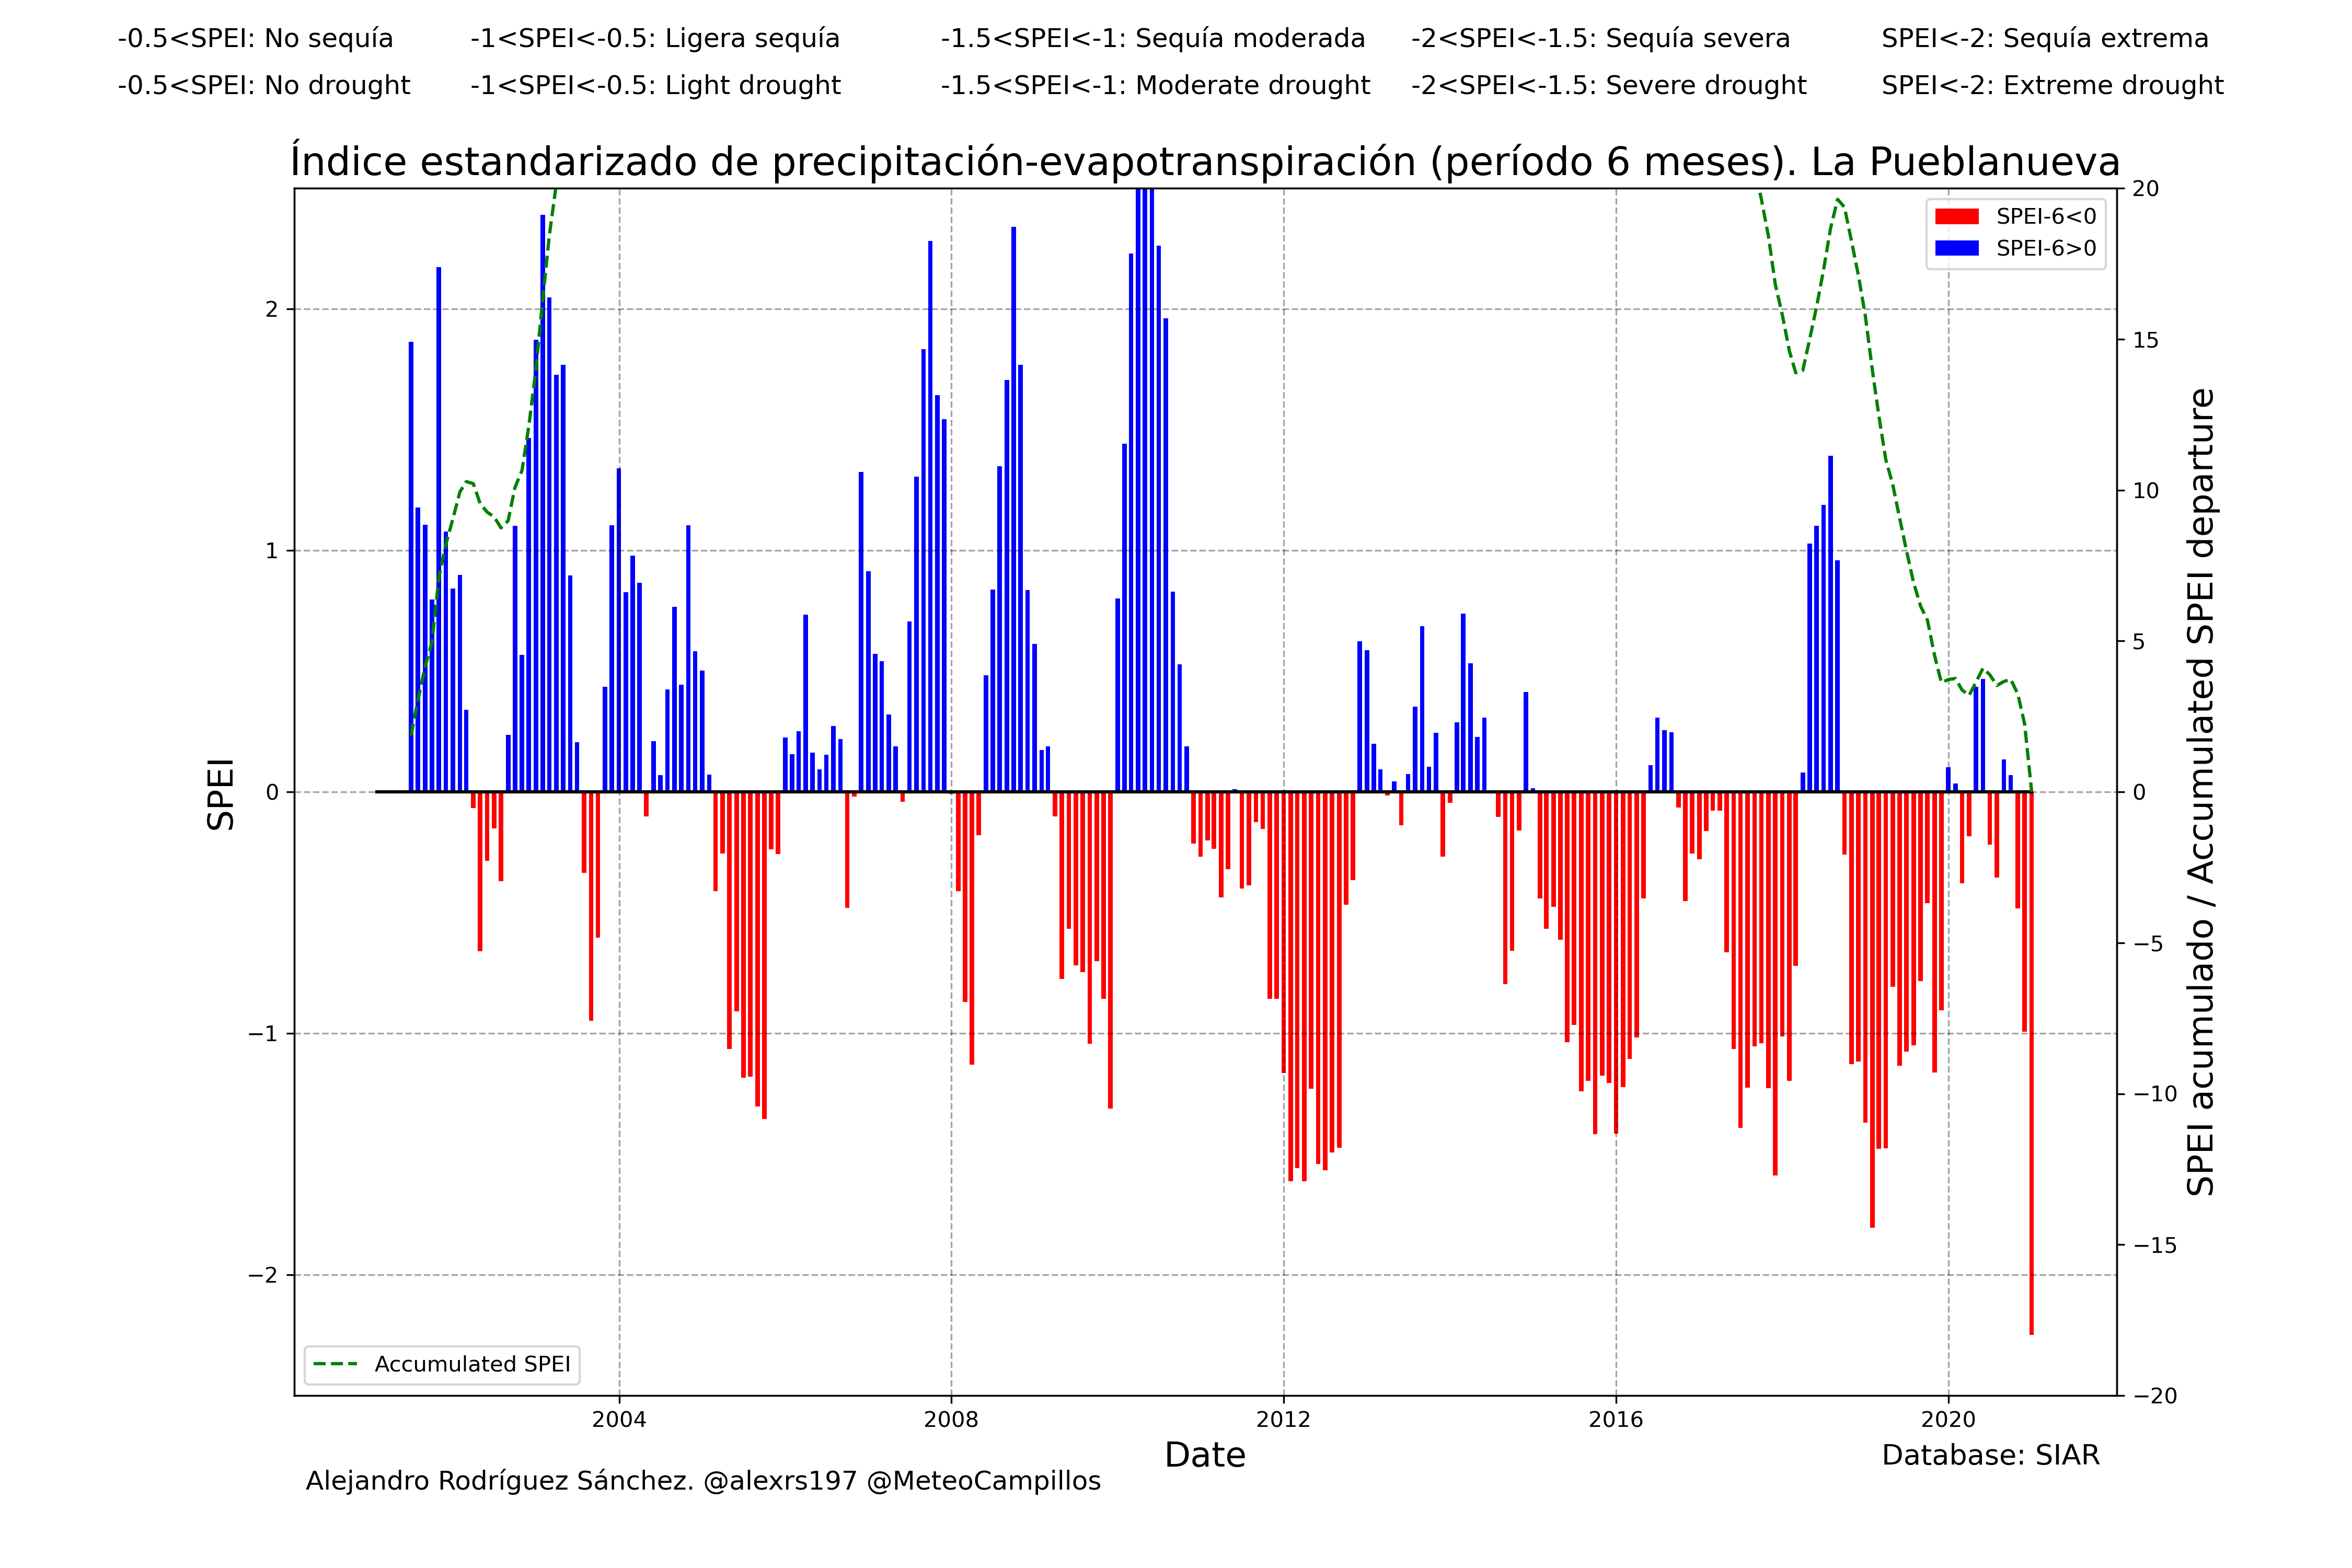 -0.5<SPEI: No sequía -1<SPEI<-0.5: Ligera sequía -1.5<SPEI<-1: Sequía moderada -2<SPEI<-1.5: Sequía severa SPEI<-2: Sequía extrema
-0.5<SPEI: No drought -1<SPEI<-0.5: Light drought -1.5<SPEI<-1: Moderate drought -2<SPEI<-1.5: Severe drought SPEI<-2: Extreme drought
Índice estandarizado de precipitación-evapotranspiración (período 6 meses). La Pueblanueva
SPEI-6<0
SPEI-6>0
2
1
0
−1
−2
SPEI
20
15
10
5
0
−5
−10
−15
−20
SPEI acumulado / Accumulated SPEI departure
Accumulated SPEI
2004 2008 2012 2016 2020
Date
Database: SIAR
Alejandro Rodríguez Sánchez. @alexrs197 @MeteoCampillos